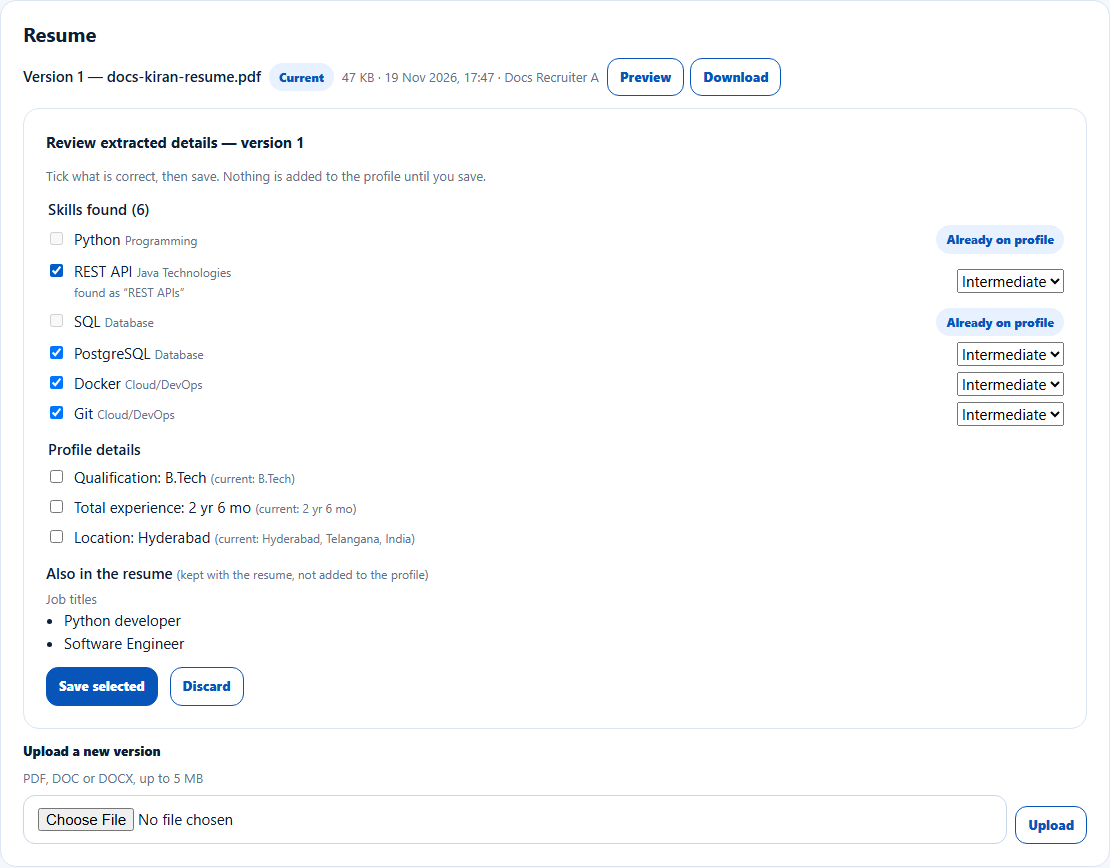 Resume
Version 1 — docs-kiran-resume.pdf Current 47 KB · 19 Nov 2026, 17:47 · Docs Recruiter A Preview Download
Review extracted details — version 1
Tick what is correct, then save. Nothing is added to the profile until you save.
Skills found (6)
Python Programming Already on profile
REST API Java Technologies Intermediate
found as “REST APIs”
SQL Database Already on profile
PostgreSQL Database Intermediate
Docker Cloud/DevOps Intermediate
Git Cloud/DevOps Intermediate
Profile details
Qualification: B.Tech (current: B.Tech)
Total experience: 2 yr 6 mo (current: 2 yr 6 mo)
Location: Hyderabad (current: Hyderabad, Telangana, India)
Also in the resume (kept with the resume, not added to the profile)
Job titles
• Python developer
• Software Engineer
Save selected Discard
Upload a new version
PDF, DOC or DOCX, up to 5 MB
Choose File No file chosen Upload